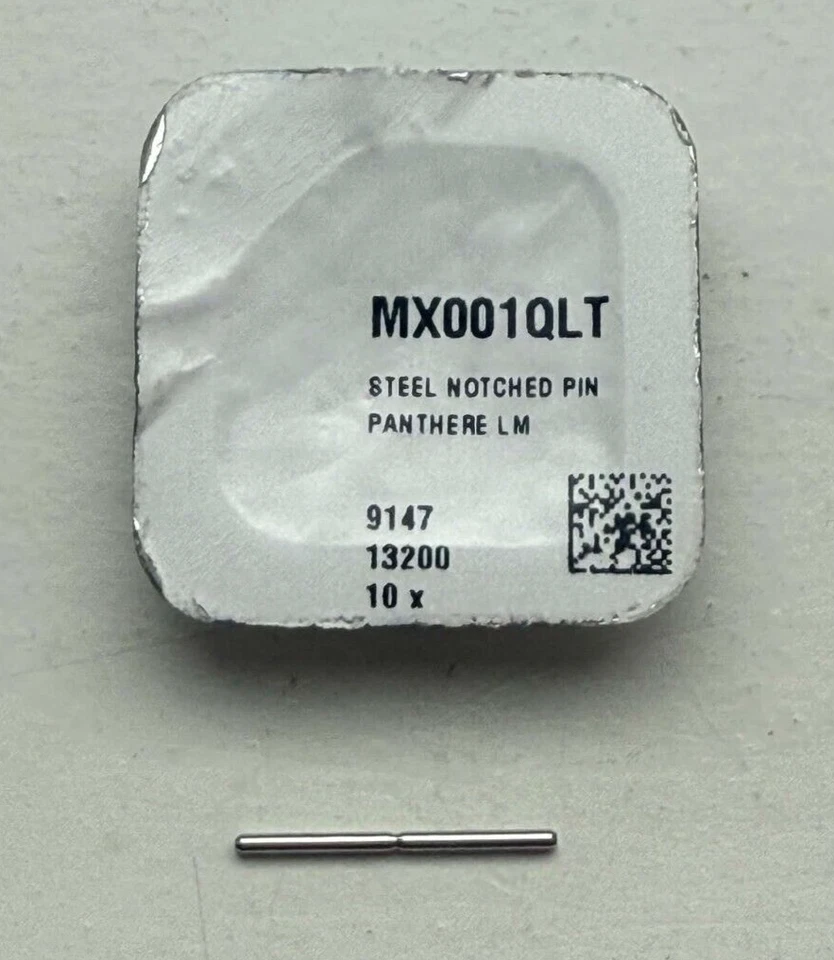 MX001QLT
STEEL NOTCHED PIN
PANTHERE LM
9147
13200
10 x